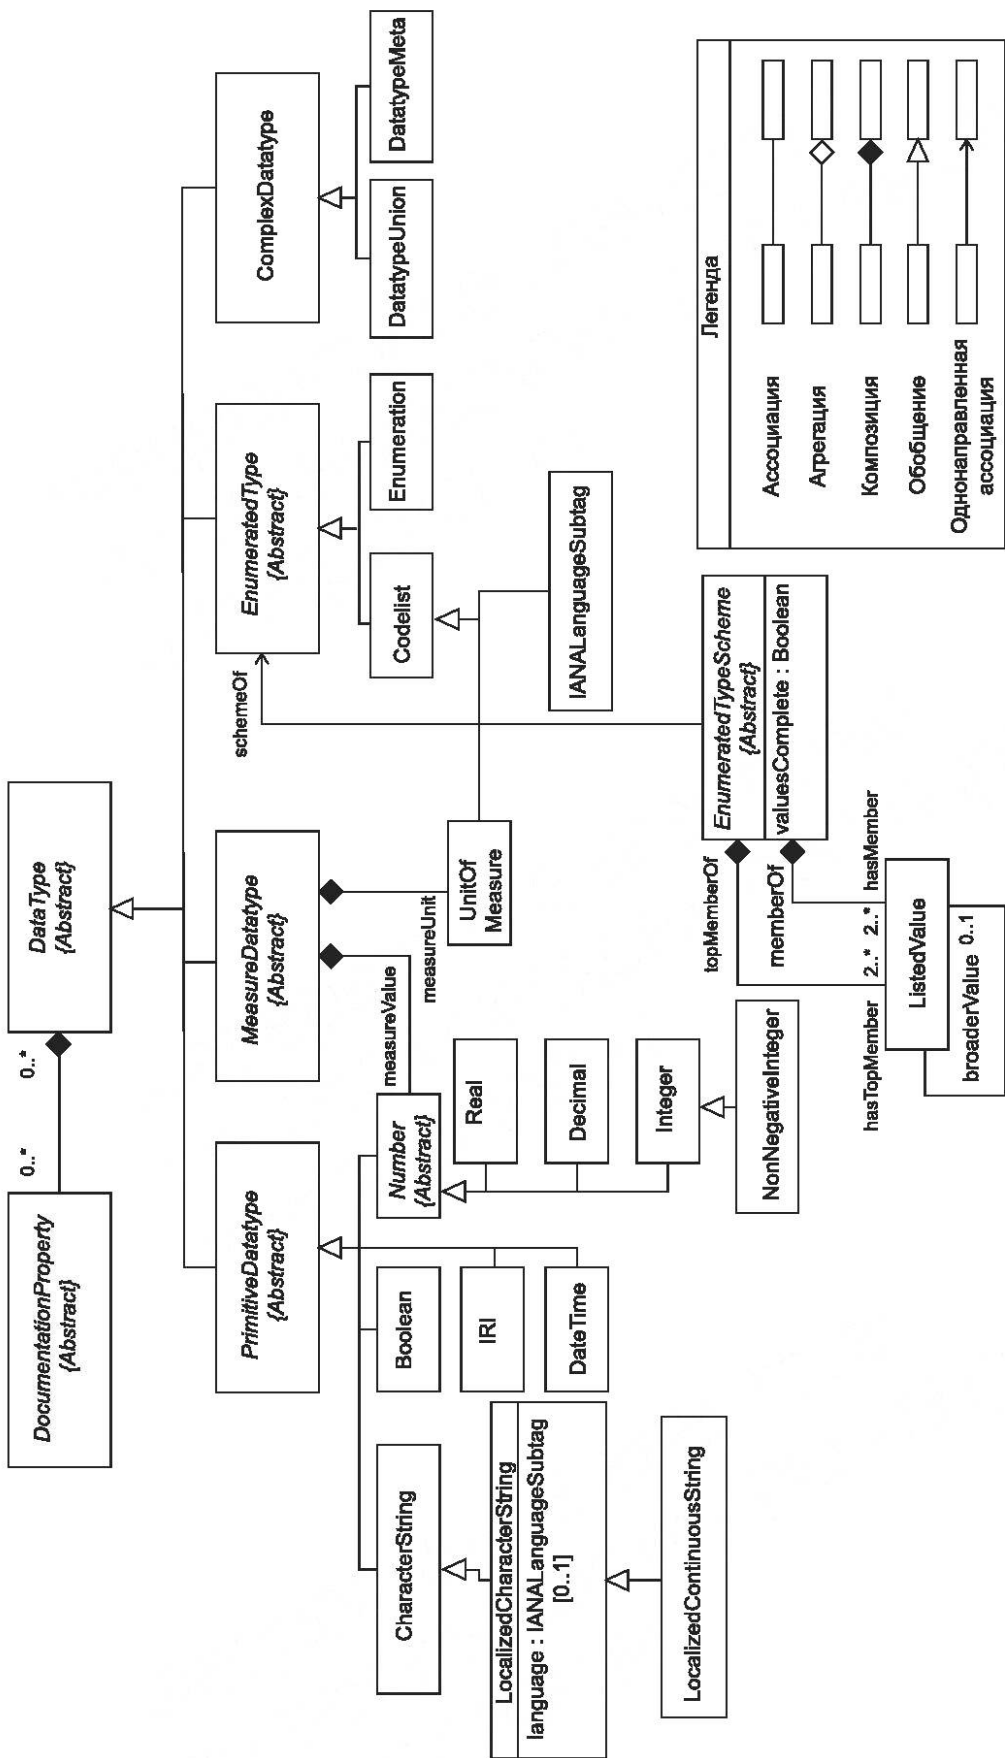 DocumentationProperty
{Abstract}
0..*
0..*
DataType
{Abstract}
PrimitiveDatatype
{Abstract}
MeasureDatatype
{Abstract}
EnumeratedType
{Abstract}
ComplexDatatype
schemeOf
measureValue
measureUnit
CharacterString
Boolean
Number
{Abstract}
Codelist
Enumeration
DatatypeUnion
DatatypeMeta
UnitOf
Measure
LocalizedCharacterString
language : IANALanguageSubtag
[0..1]
IRI
Real
DateTime
Decimal
Integer
IANALanguageSubtag
LocalizedContinuousString
NonNegativeInteger
EnumeratedTypeScheme
{Abstract}
valuesComplete : Boolean
topMemberOf
memberOf
hasTopMember
2..*
2..*
hasMember
ListedValue
broaderValue 0..1
Легенда
Ассоциация
Агрегация
Композиция
Обобщение
Однонаправленная
ассоциация